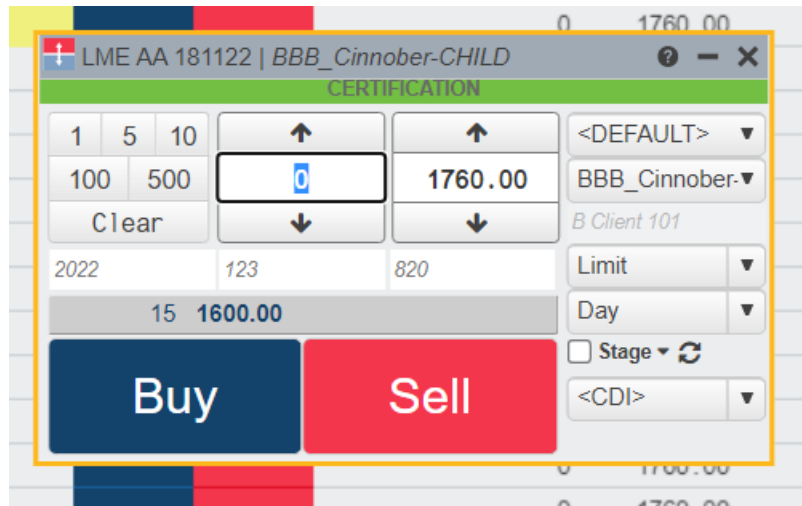 0 1760.00
LME AA 181122 | BBB_Cinnober-CHILD
CERTIFICATION
1 5 10
<DEFAULT>
100 500
0
1760.00
BBB_Cinnober-
Clear
B Client 101
2022
123
820
Limit
15 1600.00
Day
Stage
Buy
Sell
<CDI>
0 1760.00
0 1760.00